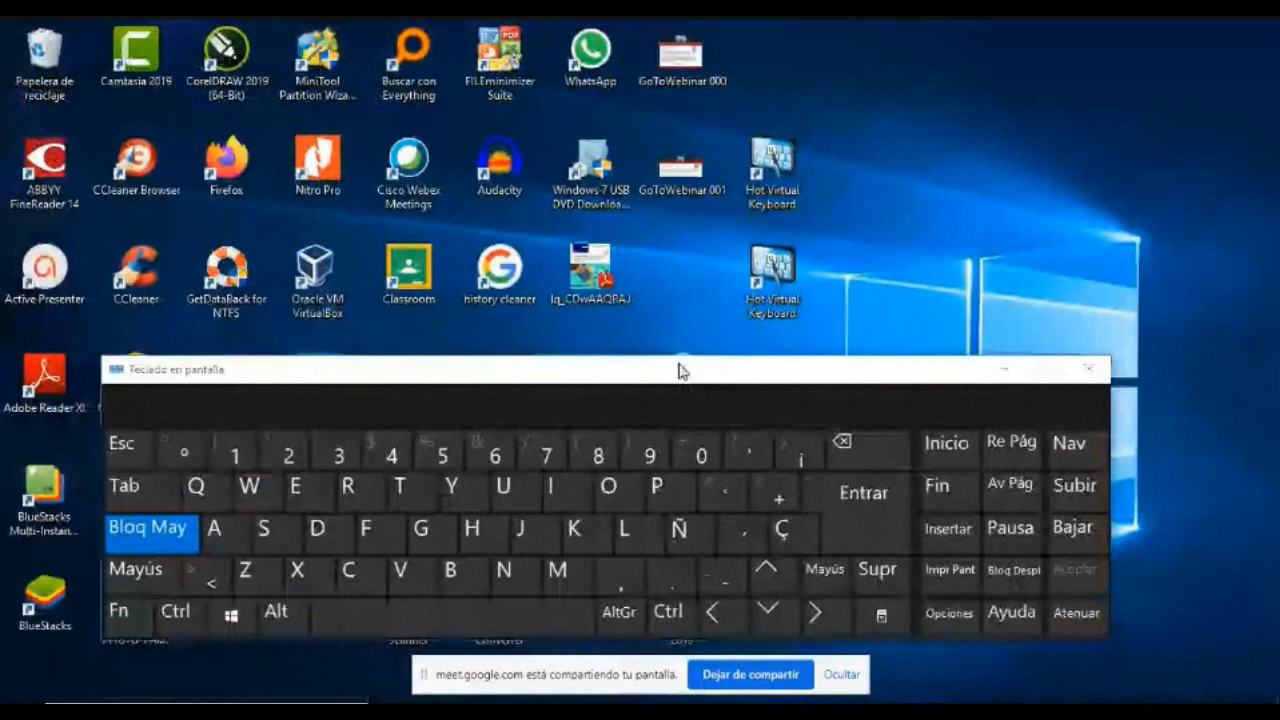 Papelera de
reciclaje
Camtasia 2019
CorelDRAW 2019
(64-Bit)
MiniTool
Partition Wiza...
Buscar con
Everything
FILEminimizer
Suite
WhatsApp
GoToWebinar 000
ABBYY
FineReader 14
CCleaner Browser
Firefox
Nitro Pro
Cisco Webex
Meetings
Audacity
Windows 7 USB
DVD Downloa...
GoToWebinar 001
Hot Virtual
Keyboard
Active Presenter
CCleaner
GetDataBack for
NTFS
Oracle VM
VirtualBox
Classroom
history cleaner
Iq_CDwAAQBAJ
Hot Virtual
Keyboard
Adobe Reader XI
BlueStacks
Multi-Instan...
BlueStacks
Teclado en pantalla
Esc º 1 2 3 4 5 6 7 8 9 0 ' ¡ Inicio Re Pág Nav
Tab Q W E R T Y U I O P ` + Entrar Fin Av Pág Subir
Bloq May A S D F G H J K L Ñ ´ Ç Insertar Pausa Bajar
Mayús < Z X C V B N M , . - Mayús Supr Impr Pant Bloq Despl Acoplar
Fn Ctrl Alt AltGr Ctrl Opciones Ayuda Atenuar
meet.google.com está compartiendo tu pantalla.
Dejar de compartir
Ocultar